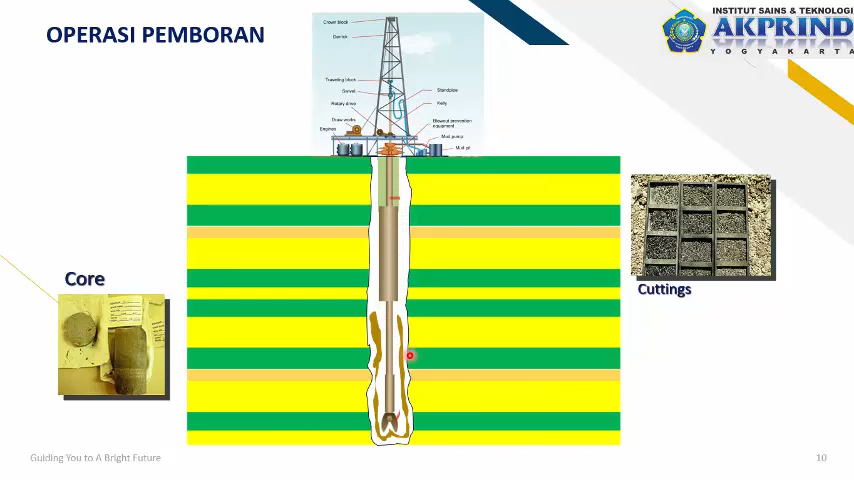 OPERASI PEMBORAN
INSTITUT SAINS & TEKNOLOGI
AKPRIND
YOGYAKARTA
Crown block
Derrick
Traveling block
Swivel
Standpipe
Rotary drive
Kelly
Draw works
Blowout prevention
equipment
Engines
Mud pump
Mud pit
Core
Cuttings
Guiding You to A Bright Future
10